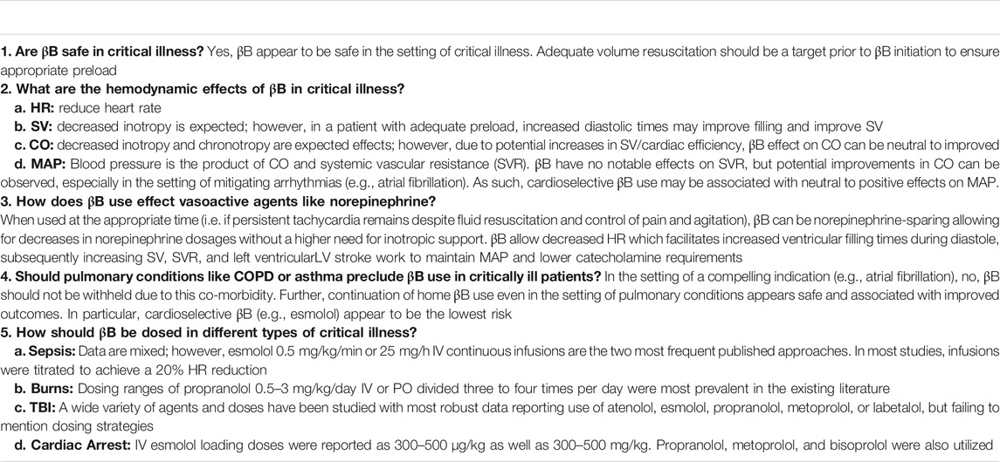 1. Are βB safe in critical illness? Yes, βB appear to be safe in the setting of critical illness. Adequate volume resuscitation should be a target prior to βB initiation to ensure
appropriate preload
2. What are the hemodynamic effects of βB in critical illness?
a. HR: reduce heart rate
b. SV: decreased inotropy is expected; however, in a patient with adequate preload, increased diastolic times may improve filling and improve SV
c. CO: decreased inotropy and chronotropy are expected effects; however, due to potential increases in SV/cardiac efficiency, βB effect on CO can be neutral to improved
d. MAP: Blood pressure is the product of CO and systemic vascular resistance (SVR). βB have no notable effects on SVR, but potential improvements in CO can be
observed, especially in the setting of mitigating arrhythmias (e.g., atrial fibrillation). As such, cardioselective βB use may be associated with neutral to positive effects on MAP.
3. How does βB use effect vasoactive agents like norepinephrine?
When used at the appropriate time (i.e. if persistent tachycardia remains despite fluid resuscitation and control of pain and agitation), βB can be norepinephrine-sparing allowing
for decreases in norepinephrine dosages without a higher need for inotropic support. βB allow decreased HR which facilitates increased ventricular filling times during diastole,
subsequently increasing SV, SVR, and left ventricularLV stroke work to maintain MAP and lower catecholamine requirements
4. Should pulmonary conditions like COPD or asthma preclude βB use in critically ill patients? In the setting of a compelling indication (e.g., atrial fibrillation), no, βB
should not be withheld due to this co-morbidity. Further, continuation of home βB use even in the setting of pulmonary conditions appears safe and associated with improved
outcomes. In particular, cardioselective βB (e.g., esmolol) appear to be the lowest risk
5. How should βB be dosed in different types of critical illness?
a. Sepsis: Data are mixed; however, esmolol 0.5 mg/kg/min or 25 mg/h IV continuous infusions are the two most frequent published approaches. In most studies, infusions
were titrated to achieve a 20% HR reduction
b. Burns: Dosing ranges of propranolol 0.5–3 mg/kg/day IV or PO divided three to four times per day were most prevalent in the existing literature
c. TBI: A wide variety of agents and doses have been studied with most robust data reporting use of atenolol, esmolol, propranolol, metoprolol, or labetalol, but failing to
mention dosing strategies
d. Cardiac Arrest: IV esmolol loading doses were reported as 300–500 μg/kg as well as 300–500 mg/kg. Propranolol, metoprolol, and bisoprolol were also utilized